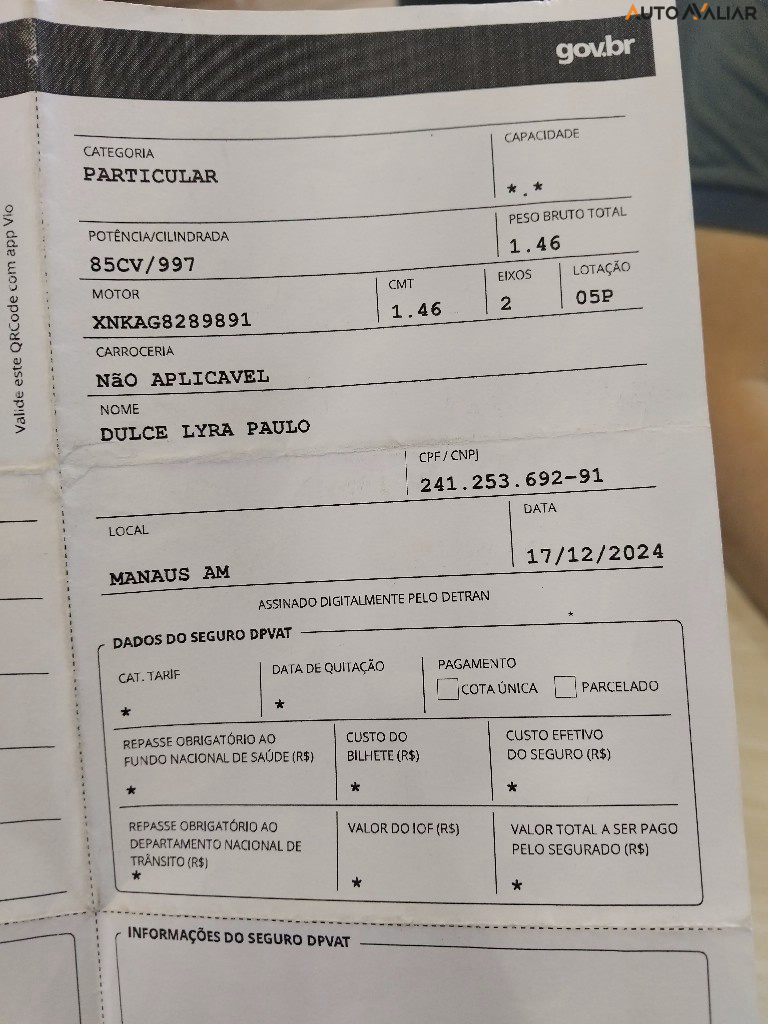 AUTO AVALIAR
gov.br
Valide este QRCode com app Vio
CATEGORIA
PARTICULAR
CAPACIDADE
*.*
POTÊNCIA/CILINDRADA
85CV/997
PESO BRUTO TOTAL
1.46
MOTOR
XNKAG8289891
CMT
1.46
EIXOS
2
LOTAÇÃO
05P
CARROCERIA
NãO APLICAVEL
NOME
DULCE LYRA PAULO
CPF / CNPJ
241.253.692-91
LOCAL
MANAUS AM
DATA
17/12/2024
ASSINADO DIGITALMENTE PELO DETRAN
*
DADOS DO SEGURO DPVAT
CAT. TARIF
*
DATA DE QUITAÇÃO
*
PAGAMENTO
COTA ÚNICA PARCELADO
REPASSE OBRIGATÓRIO AO
FUNDO NACIONAL DE SAÚDE (R$)
*
CUSTO DO
BILHETE (R$)
*
CUSTO EFETIVO
DO SEGURO (R$)
*
REPASSE OBRIGATÓRIO AO
DEPARTAMENTO NACIONAL DE
TRÂNSITO (R$)
*
VALOR DO IOF (R$)
*
VALOR TOTAL A SER PAGO
PELO SEGURADO (R$)
*
INFORMAÇÕES DO SEGURO DPVAT